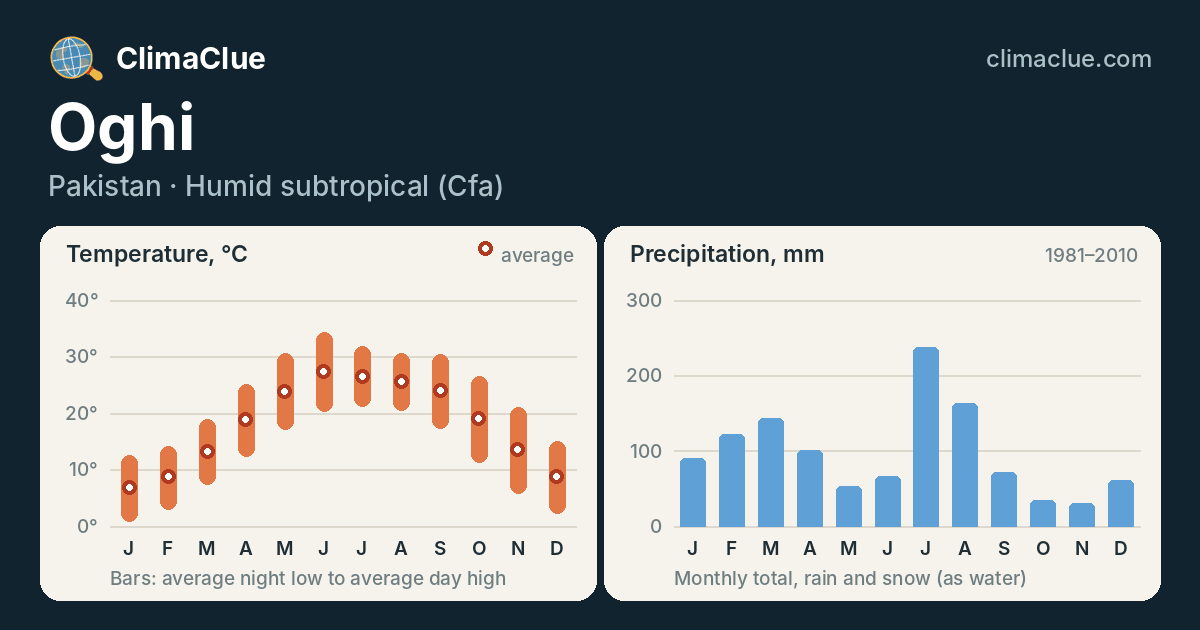 ClimaClue
climaclue.com
Oghi
Pakistan · Humid subtropical (Cfa)
Temperature, °C
average
40°
30°
20°
10°
0°
J F M A M J J A S O N D
Bars: average night low to average day high
Precipitation, mm
1981–2010
300
200
100
0
J F M A M J J A S O N D
Monthly total, rain and snow (as water)